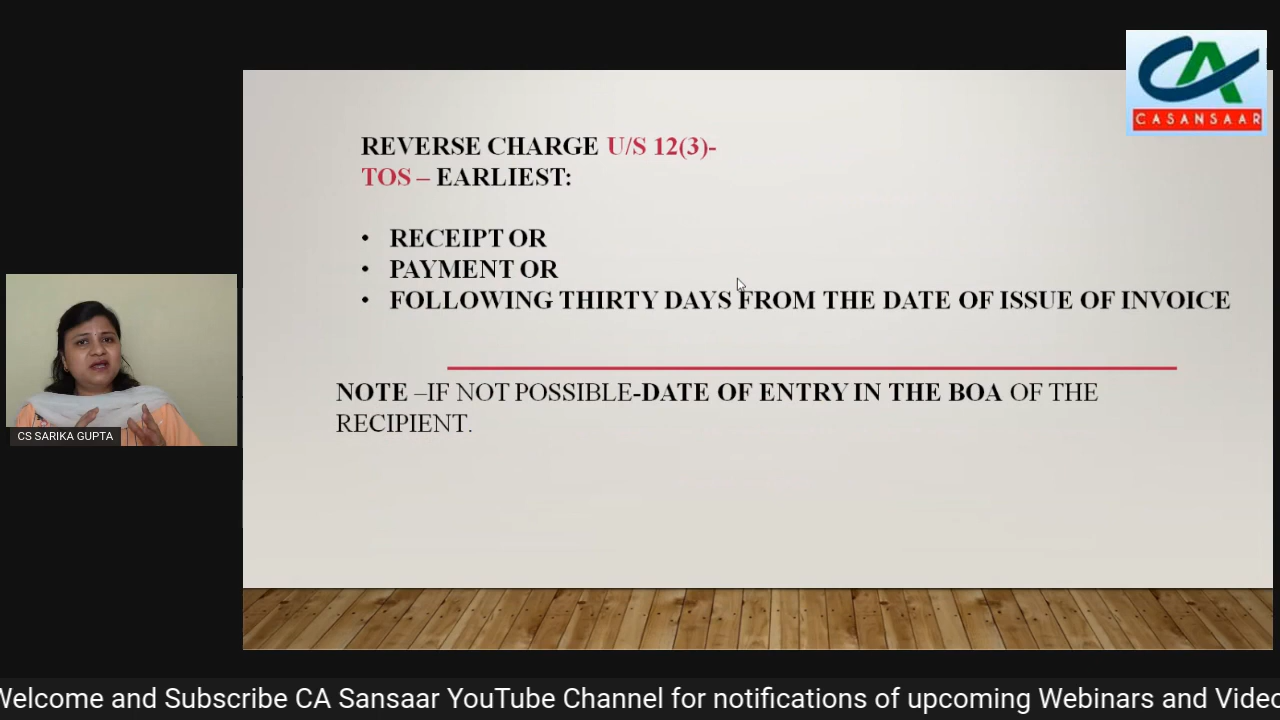 CASANSAAR
REVERSE CHARGE U/S 12(3)-
TOS – EARLIEST:
• RECEIPT OR
• PAYMENT OR
• FOLLOWING THIRTY DAYS FROM THE DATE OF ISSUE OF INVOICE
NOTE –IF NOT POSSIBLE-DATE OF ENTRY IN THE BOA OF THE
RECIPIENT.
CS SARIKA GUPTA
Welcome and Subscribe CA Sansaar YouTube Channel for notifications of upcoming Webinars and Video